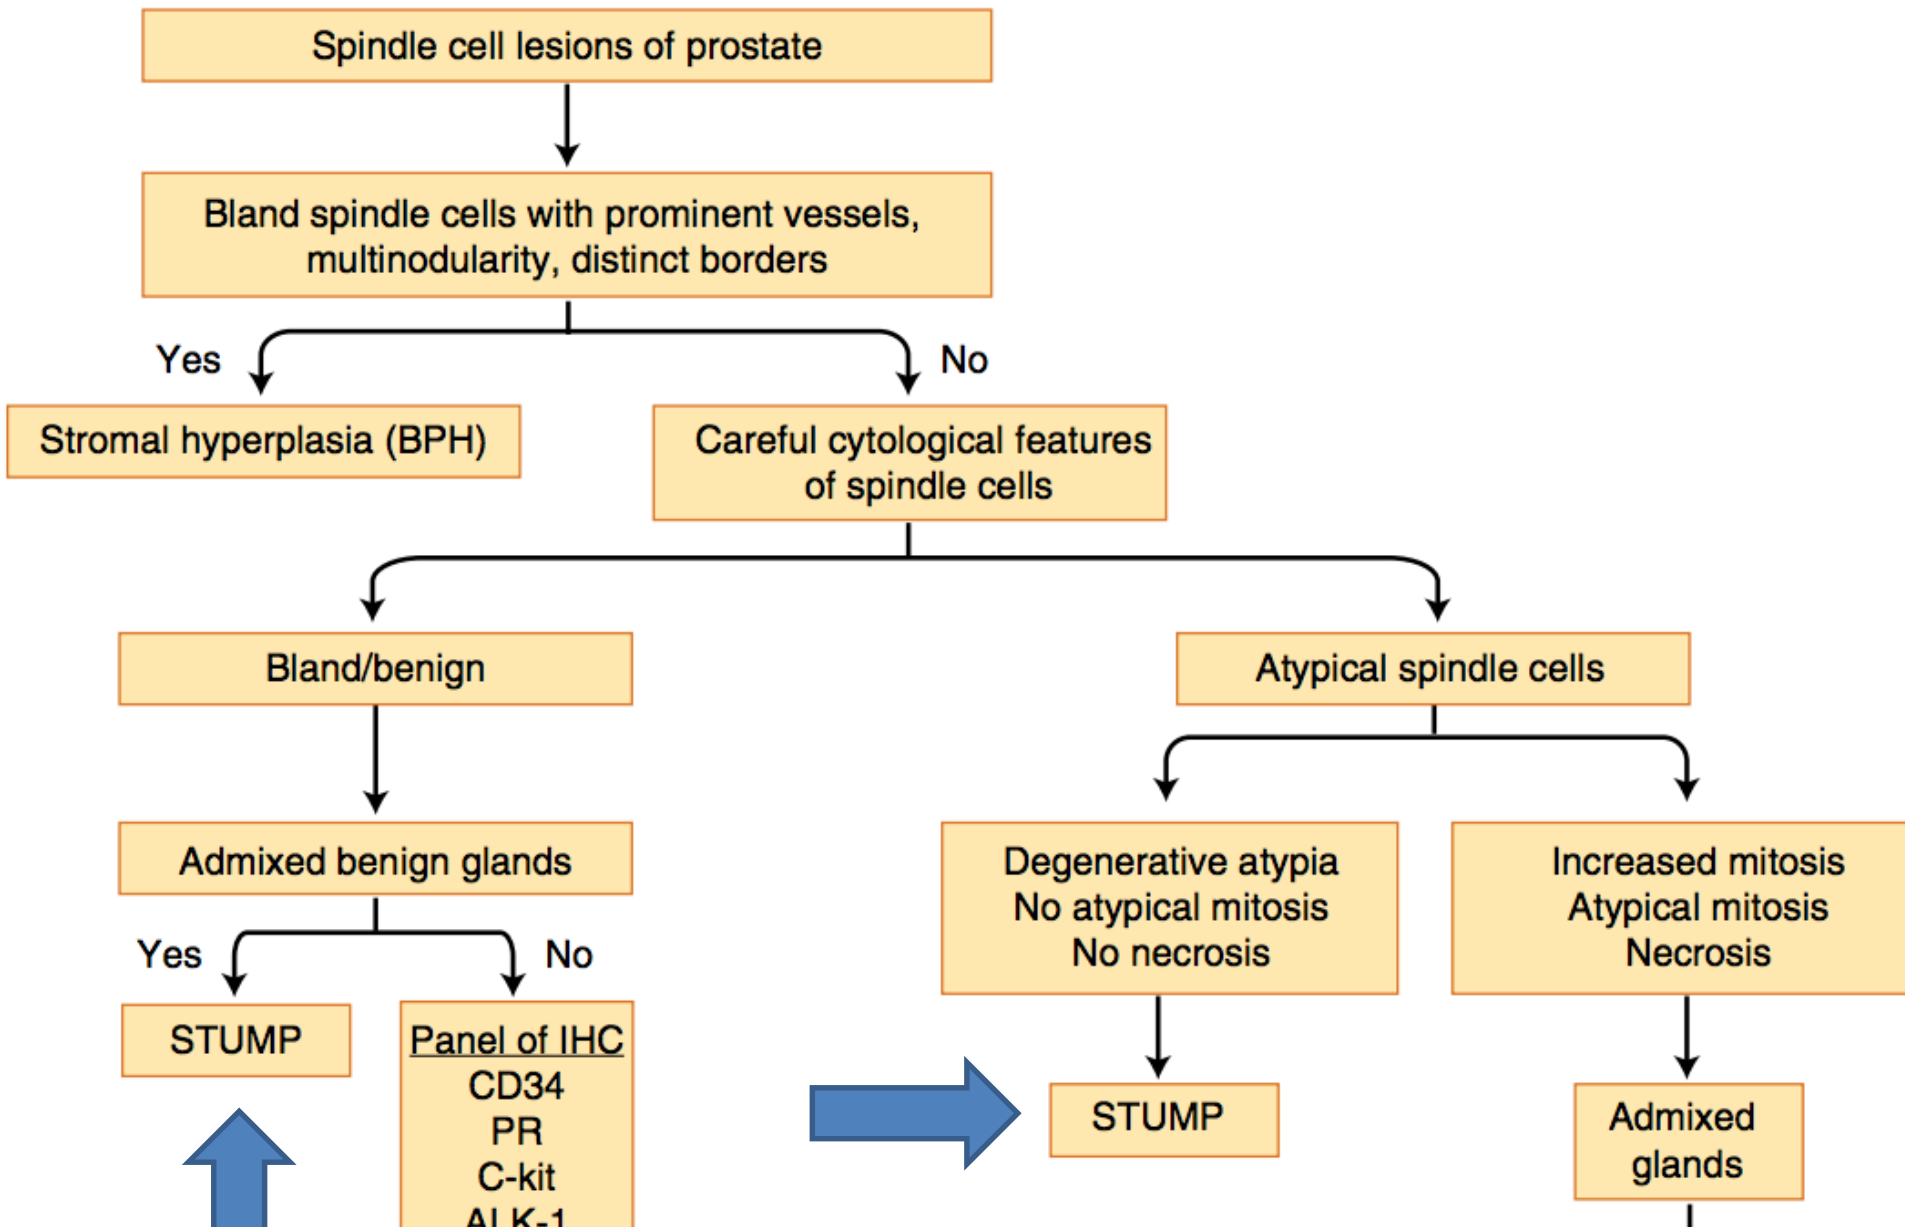 Spindle cell lesions of prostate
Bland spindle cells with prominent vessels,
multinodularity, distinct borders
Yes
No
Stromal hyperplasia (BPH)
Careful cytological features
of spindle cells
Bland/benign
Atypical spindle cells
Admixed benign glands
Degenerative atypia
No atypical mitosis
No necrosis
Increased mitosis
Atypical mitosis
Necrosis
Yes
No
STUMP
Panel of IHC
CD34
PR
C-kit
ALK-1
STUMP
Admixed
glands